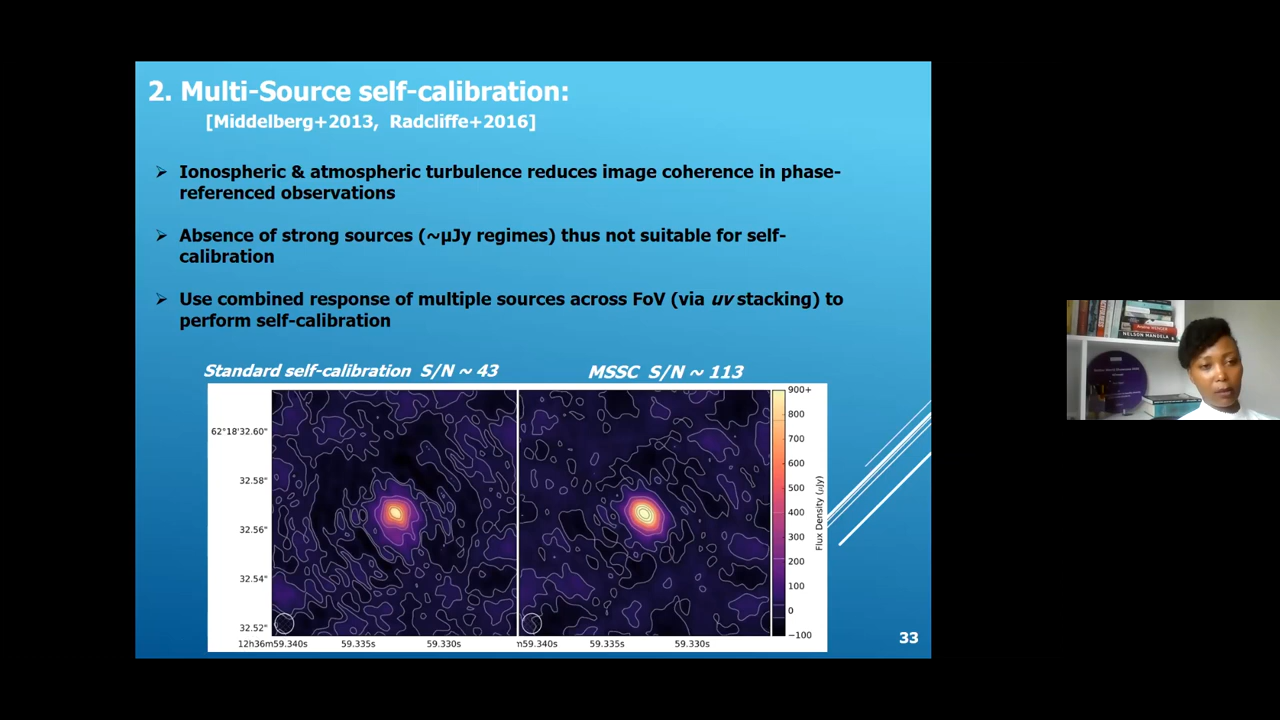 2. Multi-Source self-calibration:
[Middelberg+2013, Radcliffe+2016]
➢ Ionospheric & atmospheric turbulence reduces image coherence in phase-
referenced observations
➢ Absence of strong sources (~µJy regimes) thus not suitable for self-
calibration
➢ Use combined response of multiple sources across FoV (via uv stacking) to
perform self-calibration
Standard self-calibration S/N ~ 43
MSSC S/N ~ 113
62°18'32.60"
32.58"
32.56"
32.54"
32.52"
12h36m59.340s
59.335s
59.330s
m59.340s
59.335s
59.330s
900+
800
700
600
500
400
300
200
100
0
−100
Flux Density (µJy)
33
NELSON MANDELA